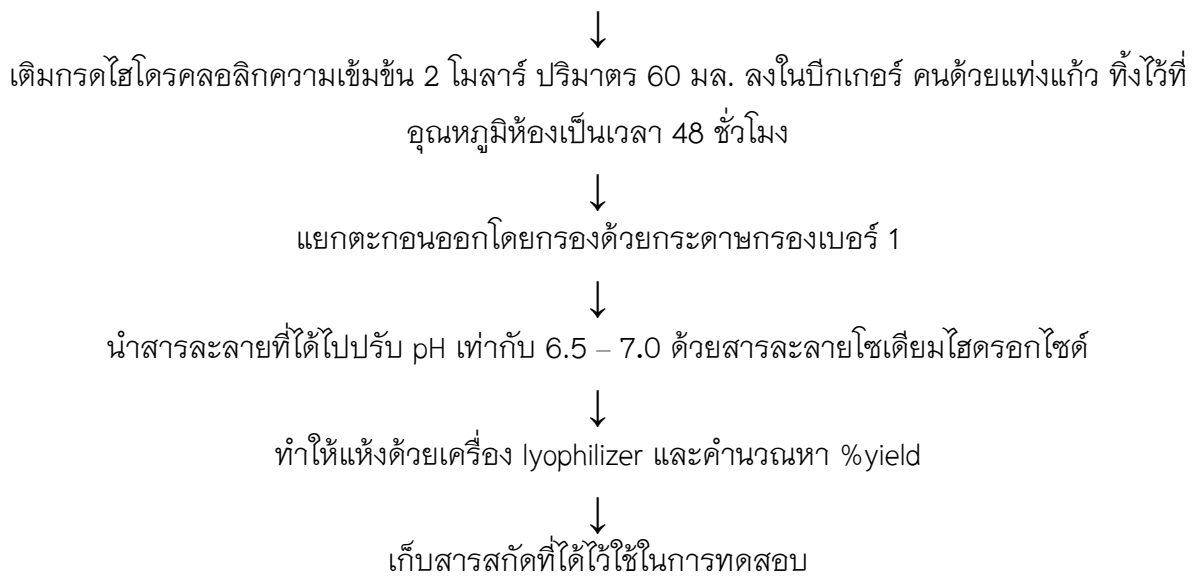 ↓
เติมกรดไฮโดรคลอลิกความเข้มข้น 2 โมลาร์ ปริมาตร 60 มล. ลงในบีกเกอร์ คนด้วยแท่งแก้ว ทิ้งไว้ที่
อุณหภูมิห้องเป็นเวลา 48 ชั่วโมง
↓
แยกตะกอนออกโดยกรองด้วยกระดาษกรองเบอร์ 1
↓
นำสารละลายที่ได้ไปปรับ pH เท่ากับ 6.5 – 7.0 ด้วยสารละลายโซเดียมไฮดรอกไซด์
↓
ทำให้แห้งด้วยเครื่อง lyophilizer และคำนวณหา %yield
↓
เก็บสารสกัดที่ได้ไว้ใช้ในการทดสอบ